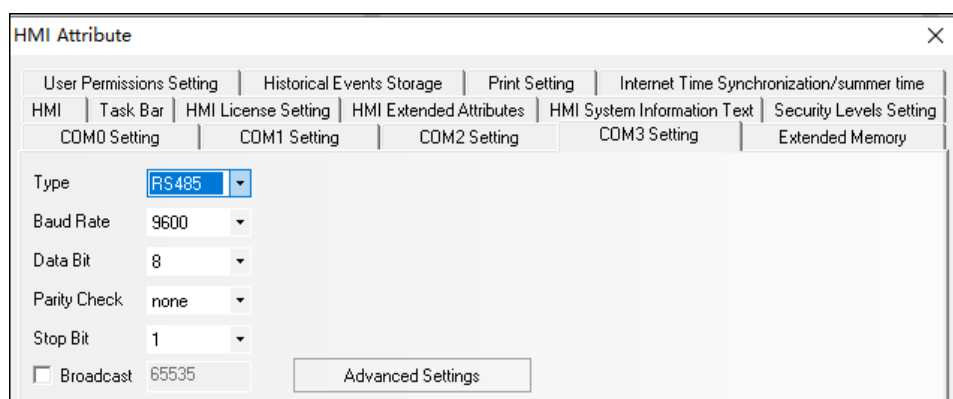 HMI Attribute
User Permissions Setting Historical Events Storage Print Setting Internet Time Synchronization/summer time
HMI Task Bar HMI License Setting HMI Extended Attributes HMI System Information Text Security Levels Setting
COM0 Setting COM1 Setting COM2 Setting COM3 Setting Extended Memory
Type RS485
Baud Rate 9600
Data Bit 8
Parity Check none
Stop Bit 1
Broadcast 65535 Advanced Settings